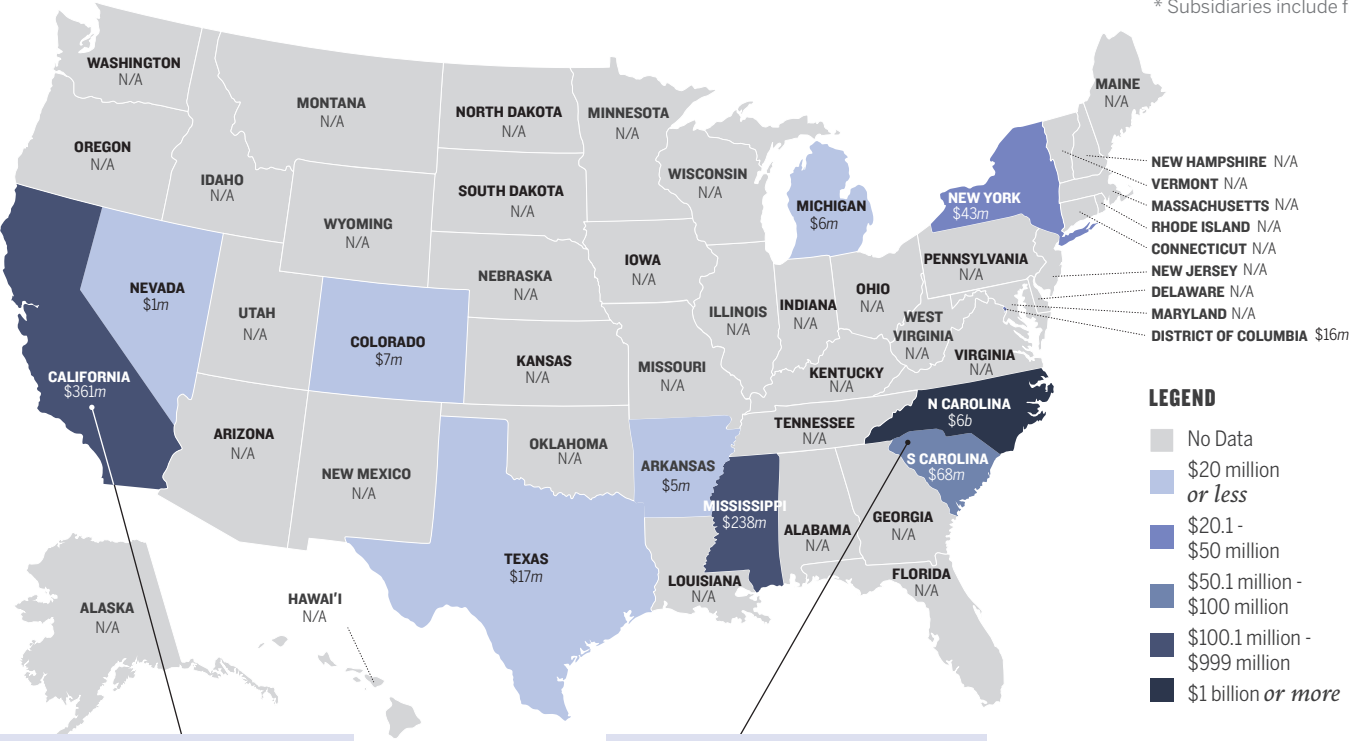 * Subsidiaries include f
WASHINGTON
N/A
MONTANA
N/A
NORTH DAKOTA
N/A
MINNESOTA
N/A
MAINE
N/A
OREGON
N/A
IDAHO
N/A
SOUTH DAKOTA
N/A
WISCONSIN
N/A
MICHIGAN
$6m
NEW YORK
$43m
NEW HAMPSHIRE N/A
VERMONT N/A
MASSACHUSETTS N/A
RHODE ISLAND N/A
CONNECTICUT N/A
NEW JERSEY N/A
DELAWARE N/A
MARYLAND N/A
DISTRICT OF COLUMBIA $16m
WYOMING
N/A
NEBRASKA
N/A
IOWA
N/A
PENNSYLVANIA
N/A
NEVADA
$1m
UTAH
N/A
COLORADO
$7m
KANSAS
N/A
ILLINOIS
N/A
INDIANA
N/A
OHIO
N/A
WEST
VIRGINIA
N/A
VIRGINIA
N/A
CALIFORNIA
$361m
MISSOURI
N/A
KENTUCKY
N/A
N CAROLINA
$6b
TENNESSEE
N/A
ARIZONA
N/A
NEW MEXICO
N/A
OKLAHOMA
N/A
ARKANSAS
$5m
S CAROLINA
$68m
MISSISSIPPI
$238m
ALABAMA
N/A
GEORGIA
N/A
TEXAS
$17m
LOUISIANA
N/A
FLORIDA
N/A
ALASKA
N/A
HAWAI'I
N/A
LEGEND
No Data
$20 million
or less
$20.1 -
$50 million
$50.1 million -
$100 million
$100.1 million -
$999 million
$1 billion or more